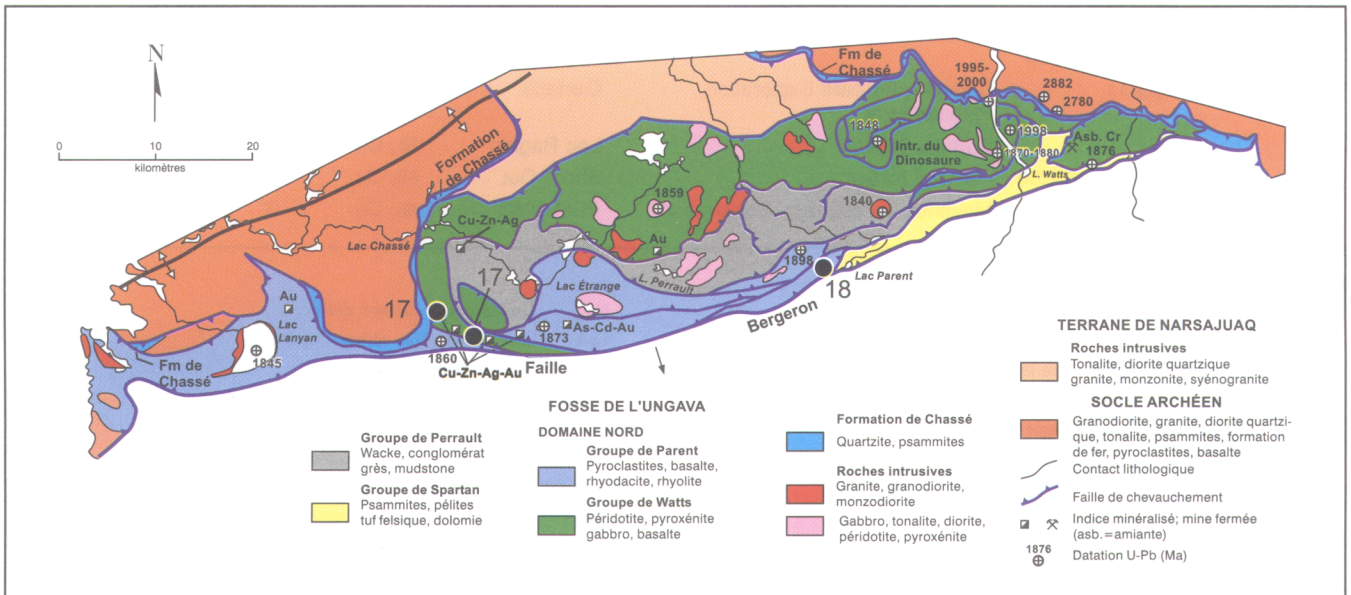 N
0 10 20
kilomètres
Fm de
Chassé
1995-
2000
2882
2780
1848
Intr. du
Dinosaure
1998
1870-1880
Asb. Cr
1876
L. Watts
Formation
de Chassé
Cu-Zn-Ag
1859
1840
Lac Chassé
Au
1898
L. Perrault
Lac Étrange
Lac Parent
17
17
18
Au
Lac
Lanyan
Bergeron
As-Cd-Au
1873
1860
Fm de
Chassé
1845
Faille
Cu-Zn-Ag-Au
FOSSE DE L'UNGAVA
Groupe de Perrault
Wacke, conglomérat
grès, mudstone
Groupe de Spartan
Psammites, pélites
tuf felsique, dolomie
DOMAINE NORD
Groupe de Parent
Pyroclastites, basalte,
rhyodacite, rhyolite
Groupe de Watts
Péridotite, pyroxénite
gabbro, basalte
Formation de Chassé
Quartzite, psammites
Roches intrusives
Granite, granodiorite,
monzodiorite
Gabbro, tonalite, diorite,
péridotite, pyroxénite
TERRANE DE NARSAJUAQ
Roches intrusives
Tonalite, diorite quartzique
granite, monzonite, syénogranite
SOCLE ARCHÉEN
Granodiorite, granite, diorite quartzi-
que, tonalite, psammites, formation
de fer, pyroclastites, basalte
Contact lithologique
Faille de chevauchement
Indice minéralisé; mine fermée
(asb.=amiante)
1876
Datation U-Pb (Ma)